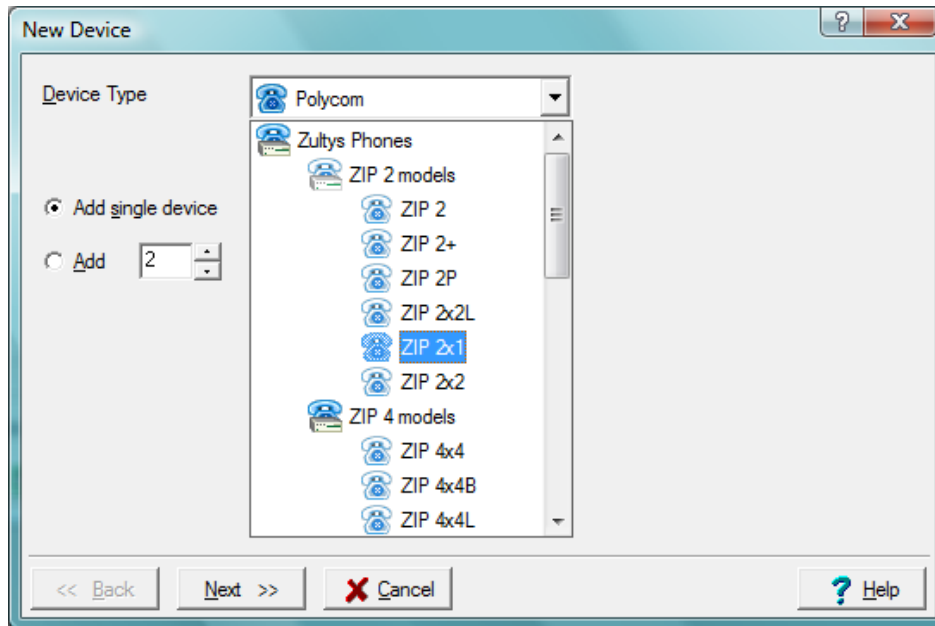 New Device
Device Type
Polycom
Zultys Phones
ZIP 2 models
ZIP 2
ZIP 2+
ZIP 2P
ZIP 2x2L
ZIP 2x1
ZIP 2x2
ZIP 4 models
ZIP 4x4
ZIP 4x4B
ZIP 4x4L
Add single device
Add 2
<< Back Next >> Cancel ? Help